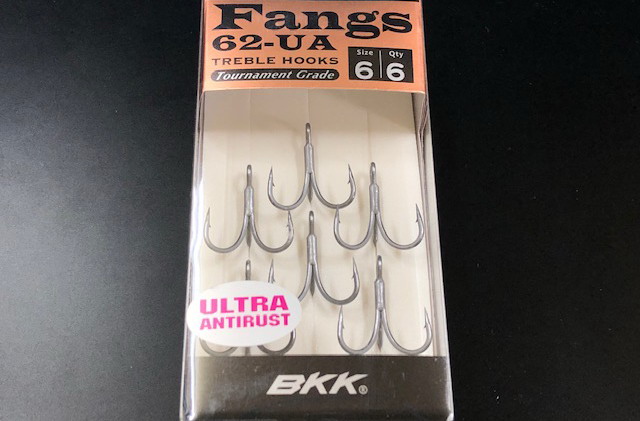 Fangs
62-UA
TREBLE HOOKS
Tournament Grade
Size 6
Qty 6
ULTRA
ANTIRUST
BKK®